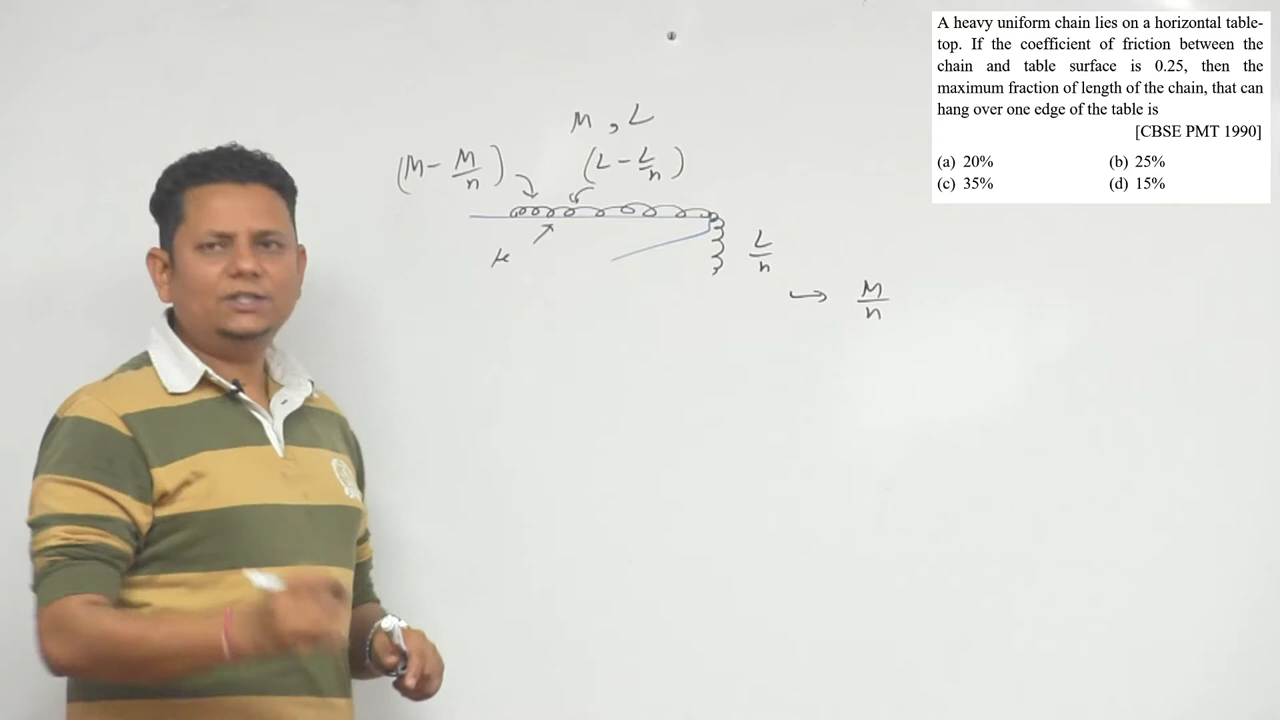 A heavy uniform chain lies on a horizontal table-
top. If the coefficient of friction between the
chain and table surface is 0.25, then the
maximum fraction of length of the chain, that can
hang over one edge of the table is
[CBSE PMT 1990]
(a) 20% (b) 25%
(c) 35% (d) 15%
M , L
(M - M/n) (L - L/n)
μ
L/n
→ M/n